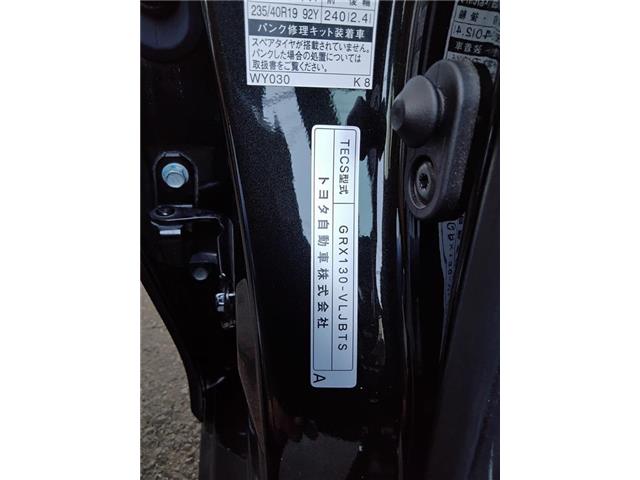 235/40R19 92Y 240(2.4)
パンク修理キット装着車
スペアタイヤが搭載されていません。
パンクした場合の処置については
取扱書をご覧ください。
WY030 K8
TECS型式 GRX130-VLJBTS
トヨタ自動車株式会社 A